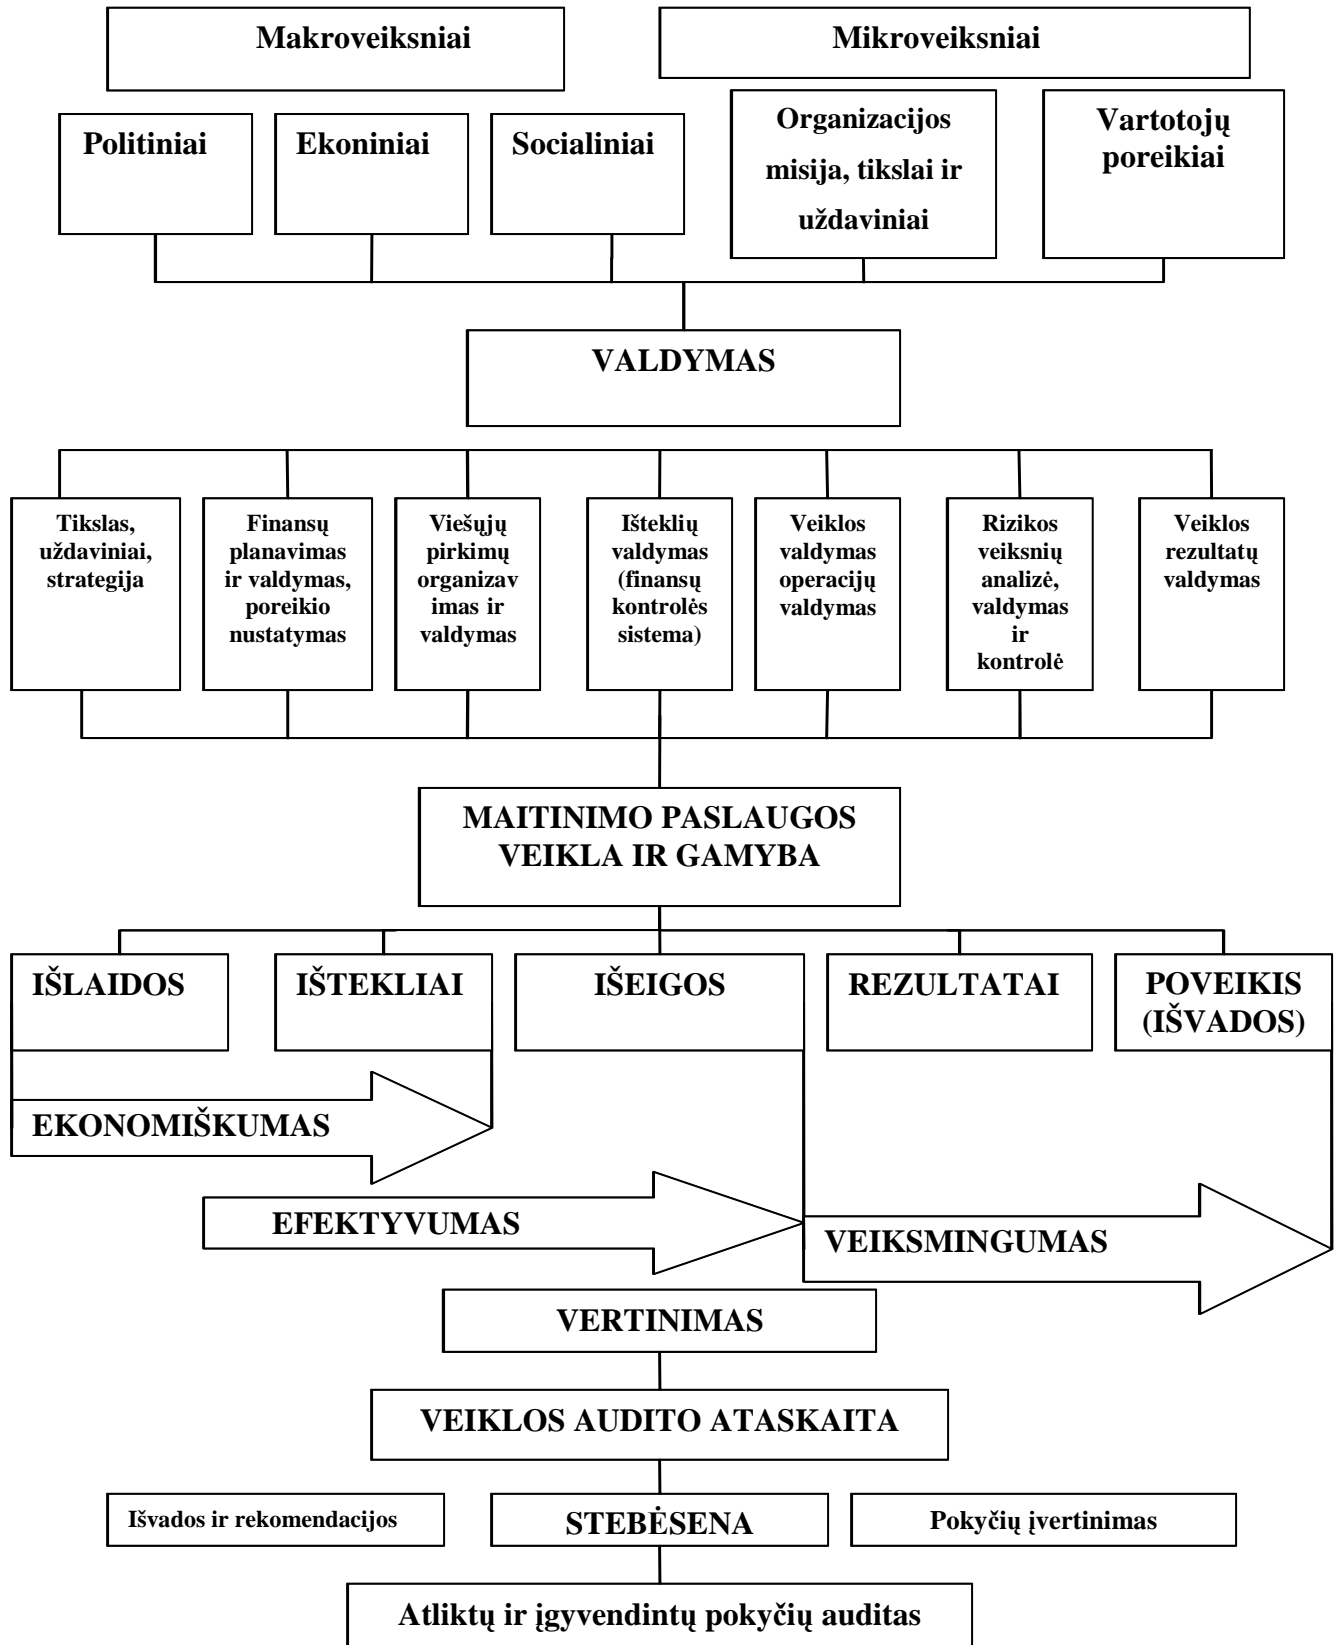 Makroveiksniai
Mikroveiksniai
Politiniai
Ekoniniai
Socialiniai
Organizacijos
misija, tikslai ir
uždaviniai
Vartotojų
poreikiai
VALDYMAS
Tikslas,
uždaviniai,
strategija
Finansų
planavimas
ir valdymas,
poreikio
nustatymas
Viešųjų
pirkimų
organizav
imas ir
valdymas
Išteklių
valdymas
(finansų
kontrolės
sistema)
Veiklos
valdymas
operacijų
valdymas
Rizikos
veiksnių
analizė,
valdymas
ir
kontrolė
Veiklos
rezultatų
valdymas
MAITINIMO PASLAUGOS
VEIKLA IR GAMYBA
IŠLAIDOS
IŠTEKLIAI
IŠEIGOS
REZULTATAI
POVEIKIS
(IŠVADOS)
EKONOMIŠKUMAS
EFEKTYVUMAS
VEIKSMINGUMAS
VERTINIMAS
VEIKLOS AUDITO ATASKAITA
Išvados ir rekomendacijos
STEBĖSENA
Pokyčių įvertinimas
Atliktų ir įgyvendintų pokyčių auditas